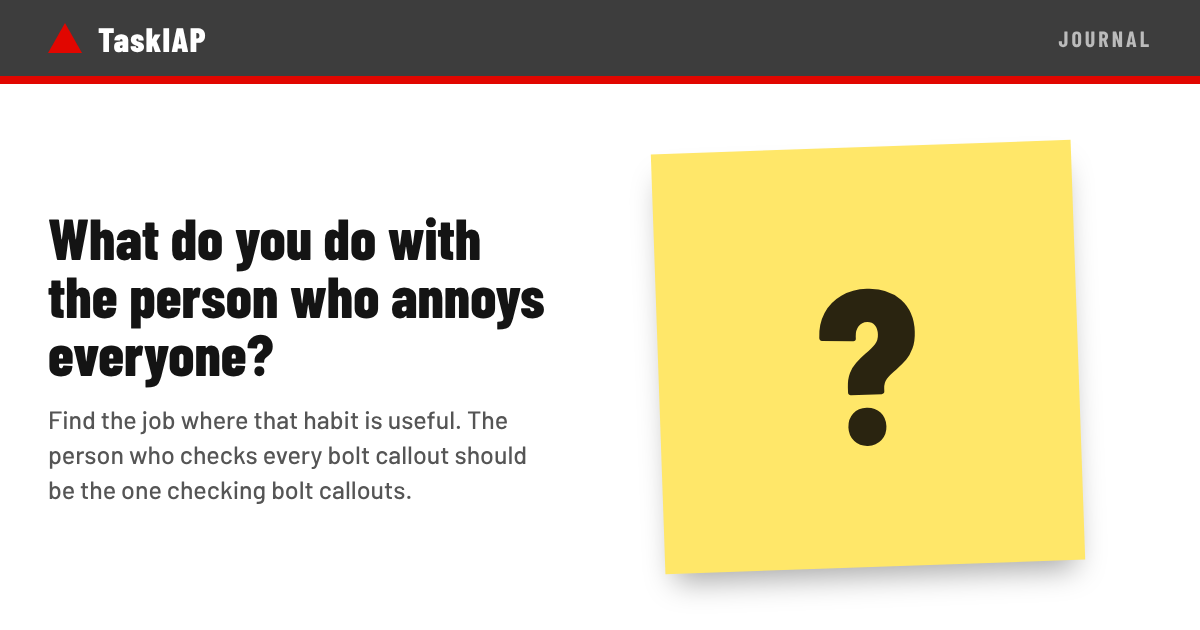 TaskIAP
JOURNAL
What do you do with
the person who annoys
everyone?
Find the job where that habit is useful. The
person who checks every bolt callout should
be the one checking bolt callouts.
?